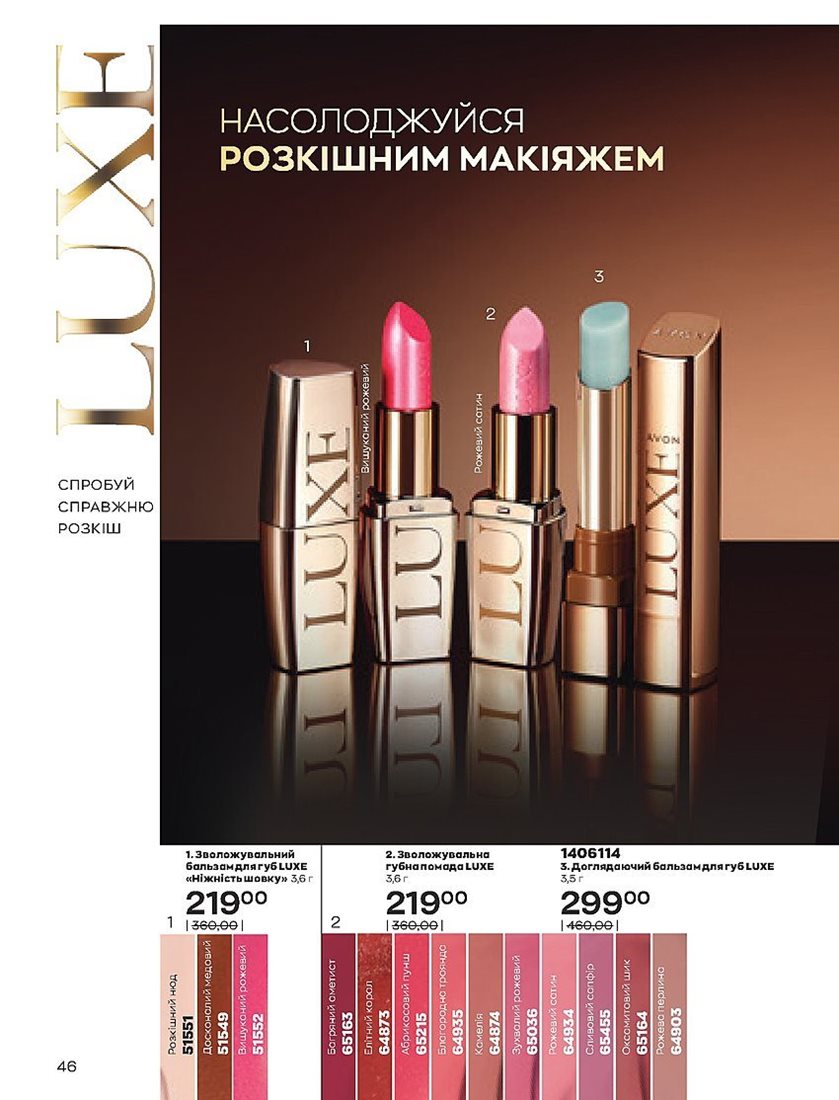 LUXE
НАСОЛОДЖУЙСЯ
РОЗКІШНИМ МАКІЯЖЕМ
СПРОБУЙ
СПРАВЖНЮ
РОЗКІШ
1
2
3
Вишуканий рожевий
Рожевий сатин
LUXE
LU
LU
AVON
AVON
LUXE
1. Зволожувальний
бальзам для губ LUXE
«Ніжність шовку» 3,6 г
219⁰⁰
|360,00|
2. Зволожувальна
губна помада LUXE
3,6 г
219⁰⁰
|360,00|
1406114
3. Доглядаючий бальзам для губ LUXE
3,5 г
299⁰⁰
|460,00|
1
Розкішний нюд 51551
Досконалий медовий 51549
Вишуканий рожевий 51552
2
Багряний аметист 65163
Елітний корал 64873
Абрикосовий пунш 65215
Благородна троянда 64935
Камелія 64874
Зухвалий рожевий 65036
Рожевий сатин 64934
Сливовий сапфір 65455
Оксамитовий шик 65164
Рожева перлина 64903
46